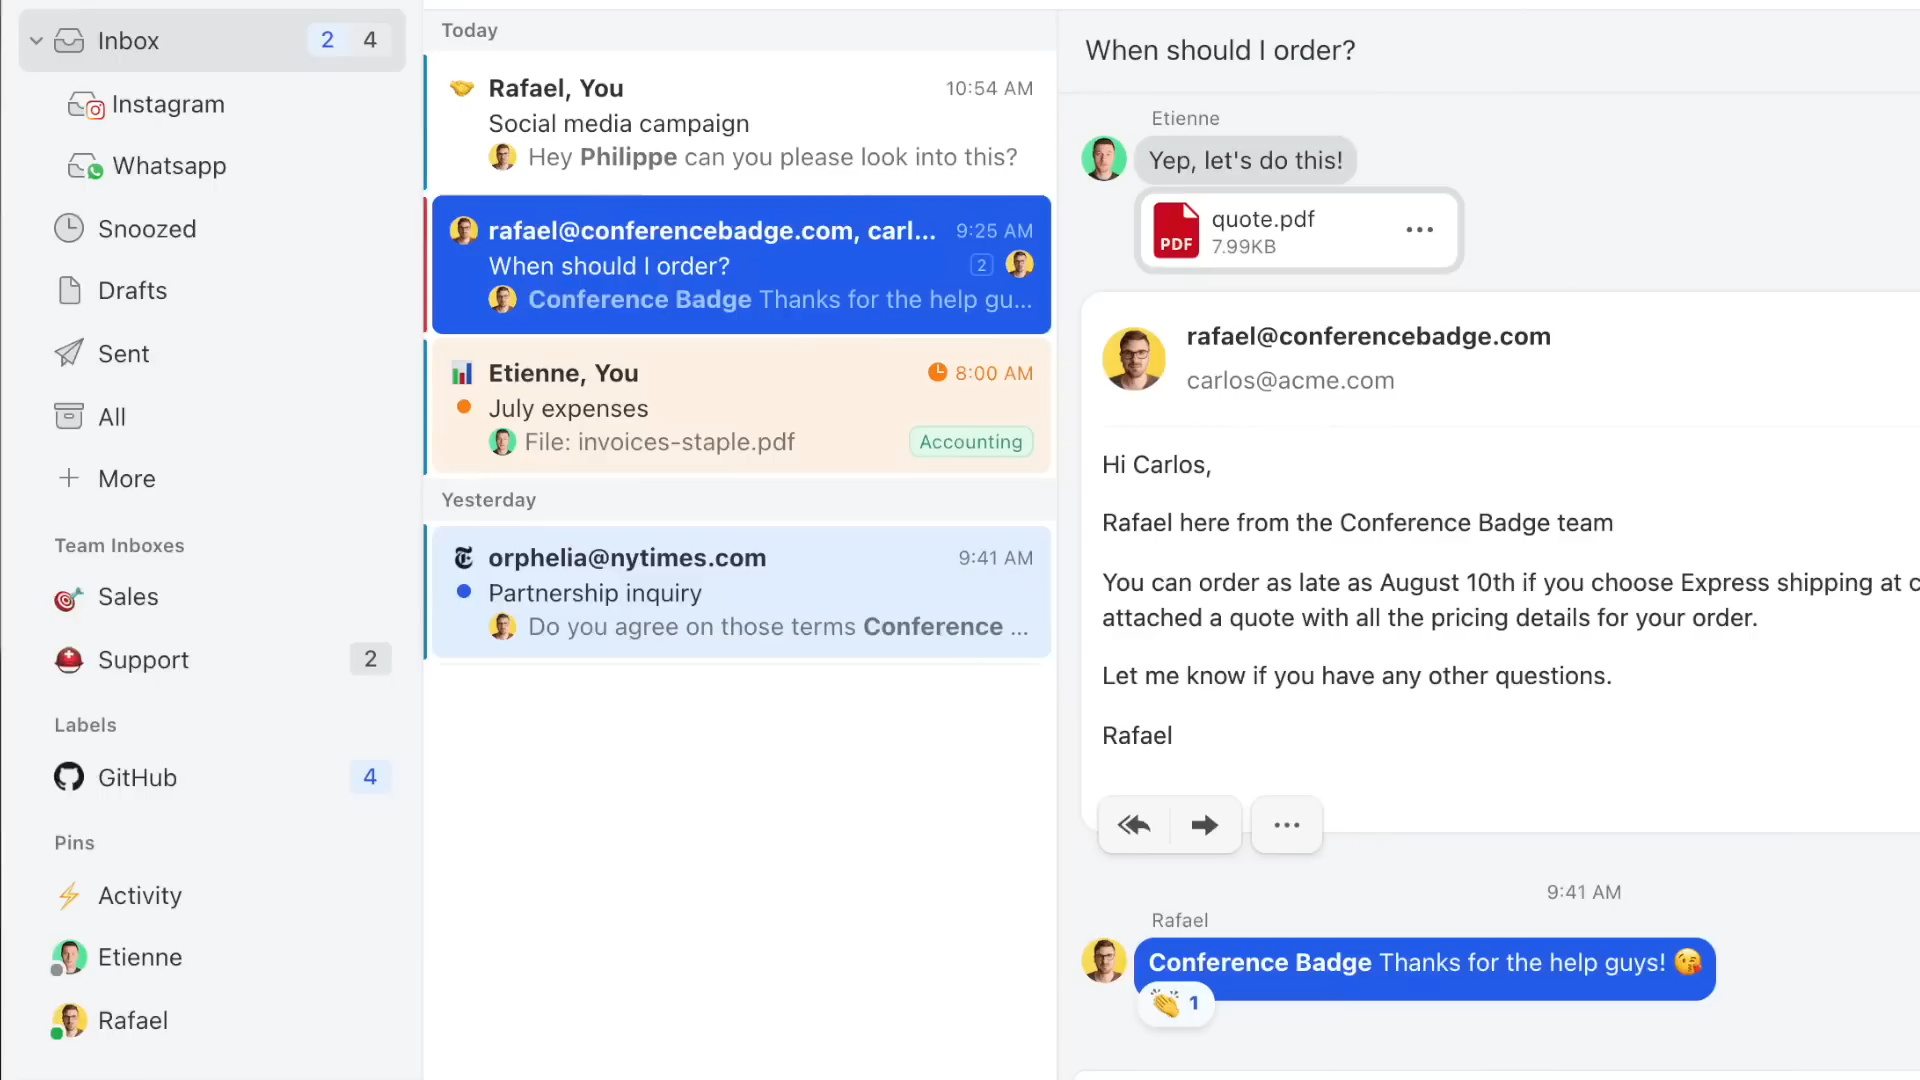 Inbox 2 4
Instagram
Whatsapp
Snoozed
Drafts
Sent
All
More
Team Inboxes
Sales
Support 2
Labels
GitHub 4
Pins
Activity
Etienne
Rafael
Today
Rafael, You 10:54 AM
Social media campaign
Hey Philippe can you please look into this?
rafael@conferencebadge.com, carl... 9:25 AM
When should I order? 2
Conference Badge Thanks for the help gu...
Etienne, You 8:00 AM
July expenses
File: invoices-staple.pdf Accounting
Yesterday
orphelia@nytimes.com 9:41 AM
Partnership inquiry
Do you agree on those terms Conference ...
When should I order?
Etienne
Yep, let's do this!
PDF
quote.pdf
7.99KB
rafael@conferencebadge.com
carlos@acme.com
Hi Carlos,
Rafael here from the Conference Badge team
You can order as late as August 10th if you choose Express shipping at c
attached a quote with all the pricing details for your order.
Let me know if you have any other questions.
Rafael
9:41 AM
Rafael
Conference Badge Thanks for the help guys! 😘
👏 1